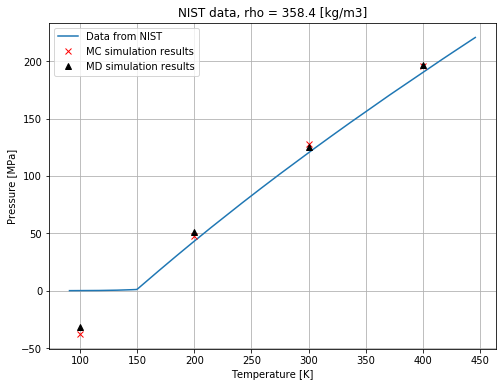 NIST data, rho = 358.4 [kg/m3]
Data from NIST
MC simulation results
MD simulation results
200
150
100
50
0
−50
Pressure [MPa]
100 150 200 250 300 350 400 450
Temperature [K]